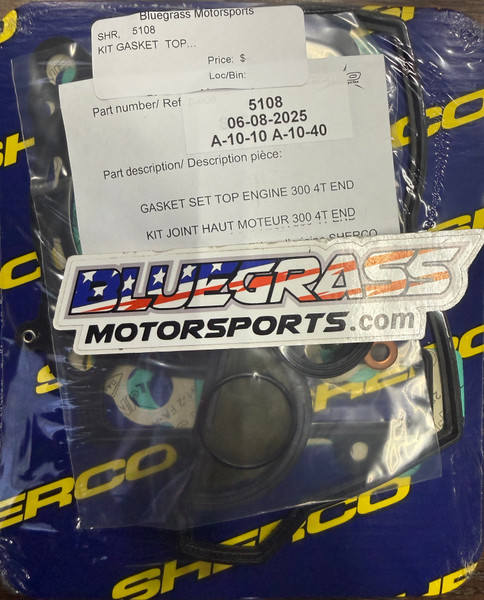 Bluegrass Motorsports
SHR, 5108
KIT GASKET TOP...
Price: $
Loc/Bin:
Part number/ Ref
5108
06-08-2025
A-10-10 A-10-40
Part description/ Description pièce:
GASKET SET TOP ENGINE 300 4T END
KIT JOINT HAUT MOTEUR 300 4T END
SHERCO
BLUEGRASS
MOTORSPORTS.com
SHERCO
SHERCO
SHERCO